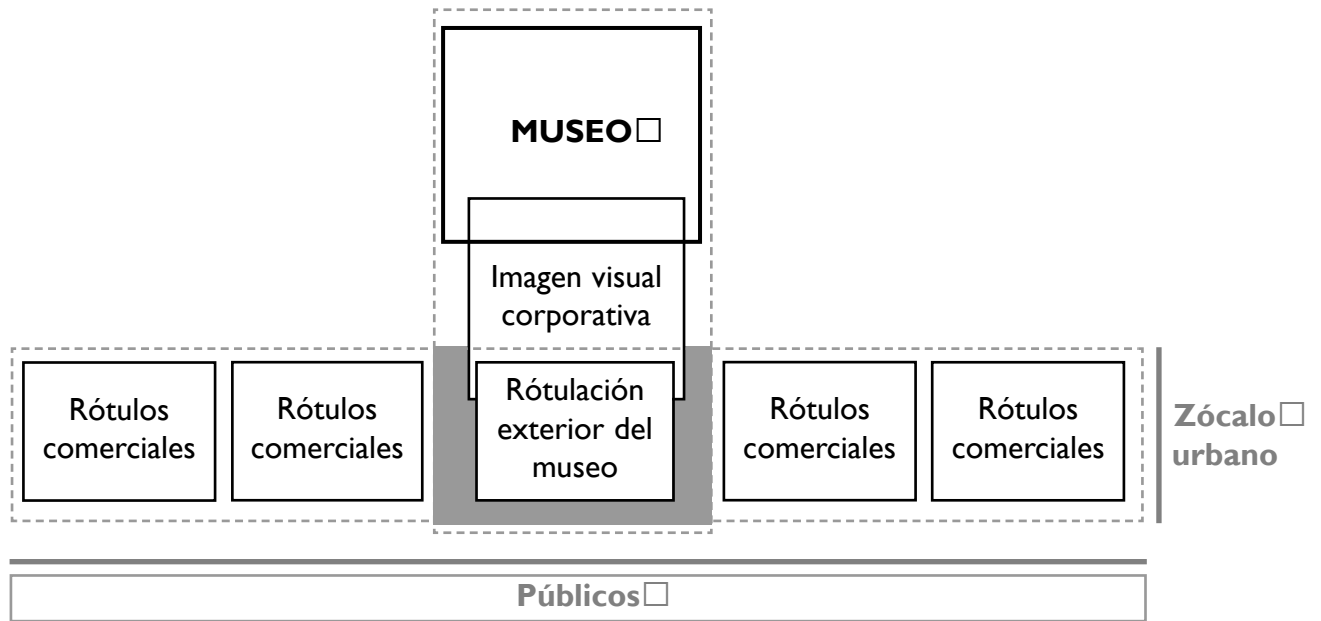 MUSEO□
Imagen visual
corporativa
Rótulos
comerciales
Rótulos
comerciales
Rótulación
exterior del
museo
Rótulos
comerciales
Rótulos
comerciales
Zócalo□
urbano
Públicos□